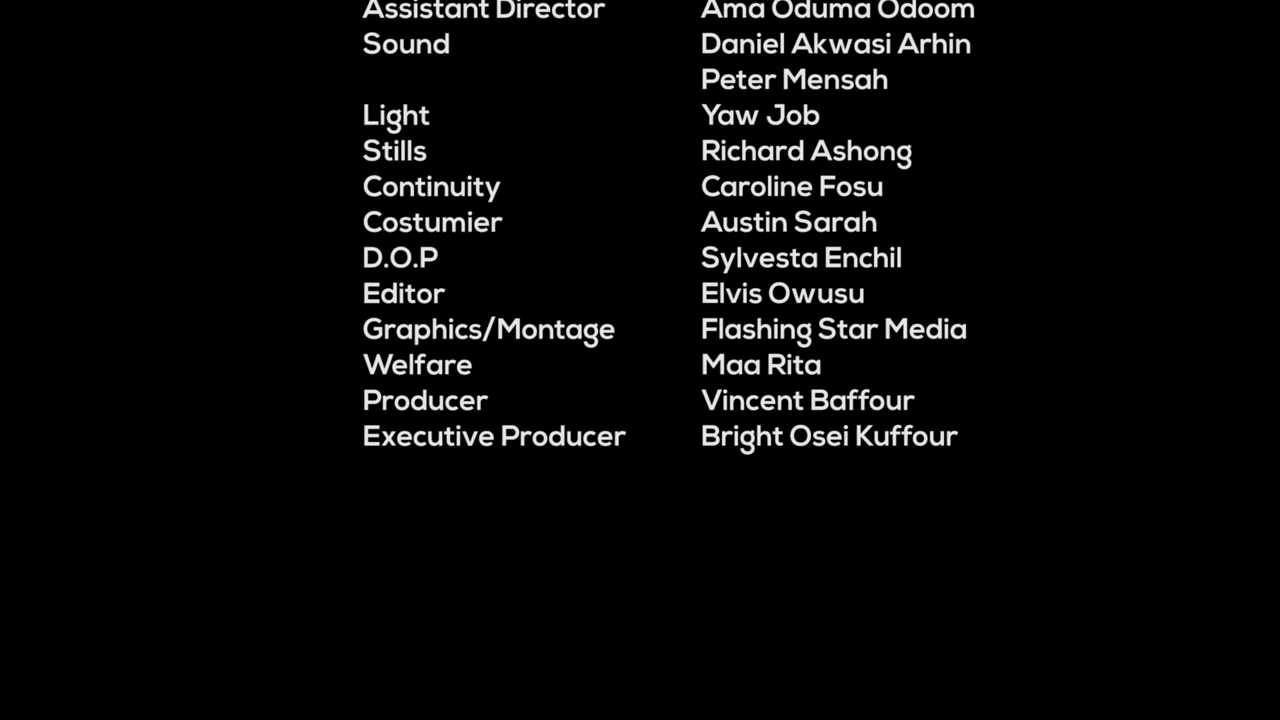 Assistant Director Ama Oduma Odoom
Sound Daniel Akwasi Arhin
Peter Mensah
Light Yaw Job
Stills Richard Ashong
Continuity Caroline Fosu
Costumier Austin Sarah
D.O.P Sylvesta Enchil
Editor Elvis Owusu
Graphics/Montage Flashing Star Media
Welfare Maa Rita
Producer Vincent Baffour
Executive Producer Bright Osei Kuffour